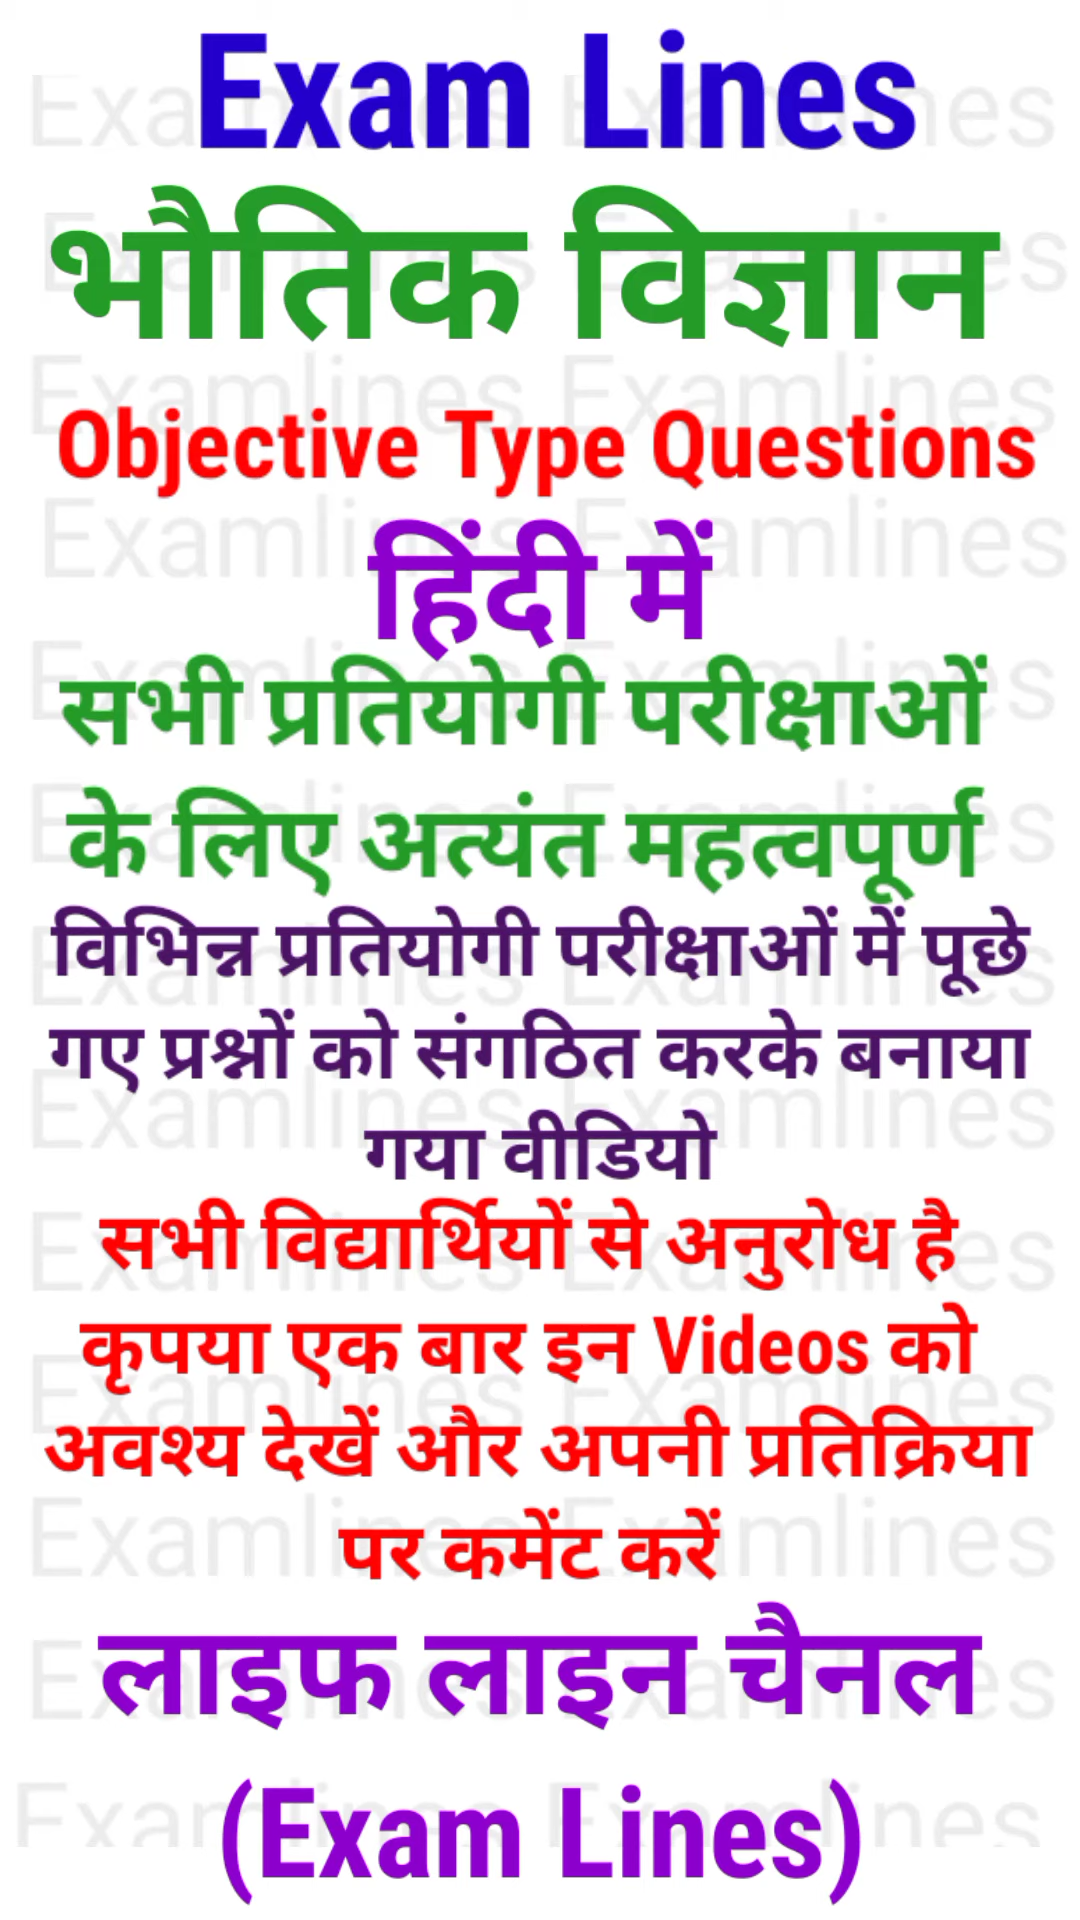 Exam Lines
भौतिक विज्ञान
Objective Type Questions
हिंदी में
सभी प्रतियोगी परीक्षाओं
के लिए अत्यंत महत्वपूर्ण
विभिन्न प्रतियोगी परीक्षाओं में पूछे
गए प्रश्नों को संगठित करके बनाया
गया वीडियो
सभी विद्यार्थियों से अनुरोध है
कृपया एक बार इन Videos को
अवश्य देखें और अपनी प्रतिक्रिया
पर कमेंट करें
लाइफ लाइन चैनल
(Exam Lines)